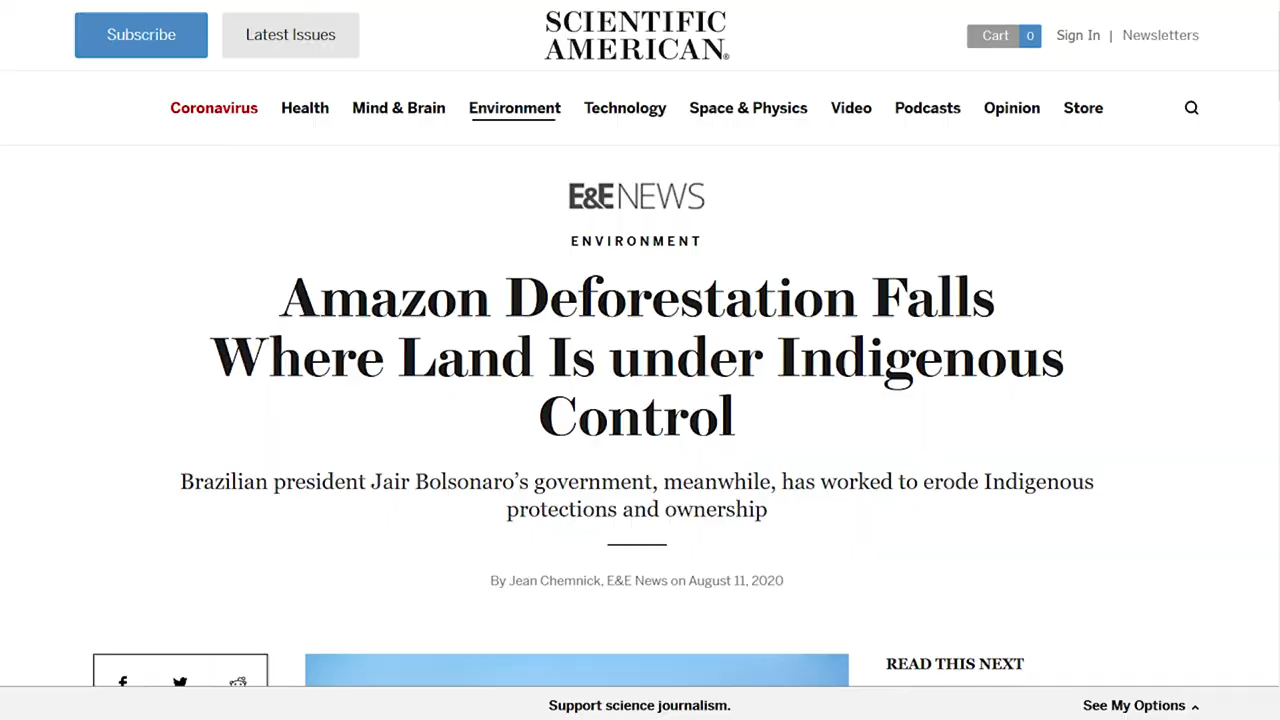 Subscribe
Latest Issues
SCIENTIFIC
AMERICAN®
Cart 0
Sign In | Newsletters
Coronavirus Health Mind & Brain Environment Technology Space & Physics Video Podcasts Opinion Store
E&E NEWS
ENVIRONMENT
Amazon Deforestation Falls
Where Land Is under Indigenous
Control
Brazilian president Jair Bolsonaro’s government, meanwhile, has worked to erode Indigenous
protections and ownership
By Jean Chemnick, E&E News on August 11, 2020
READ THIS NEXT
Support science journalism.
See My Options